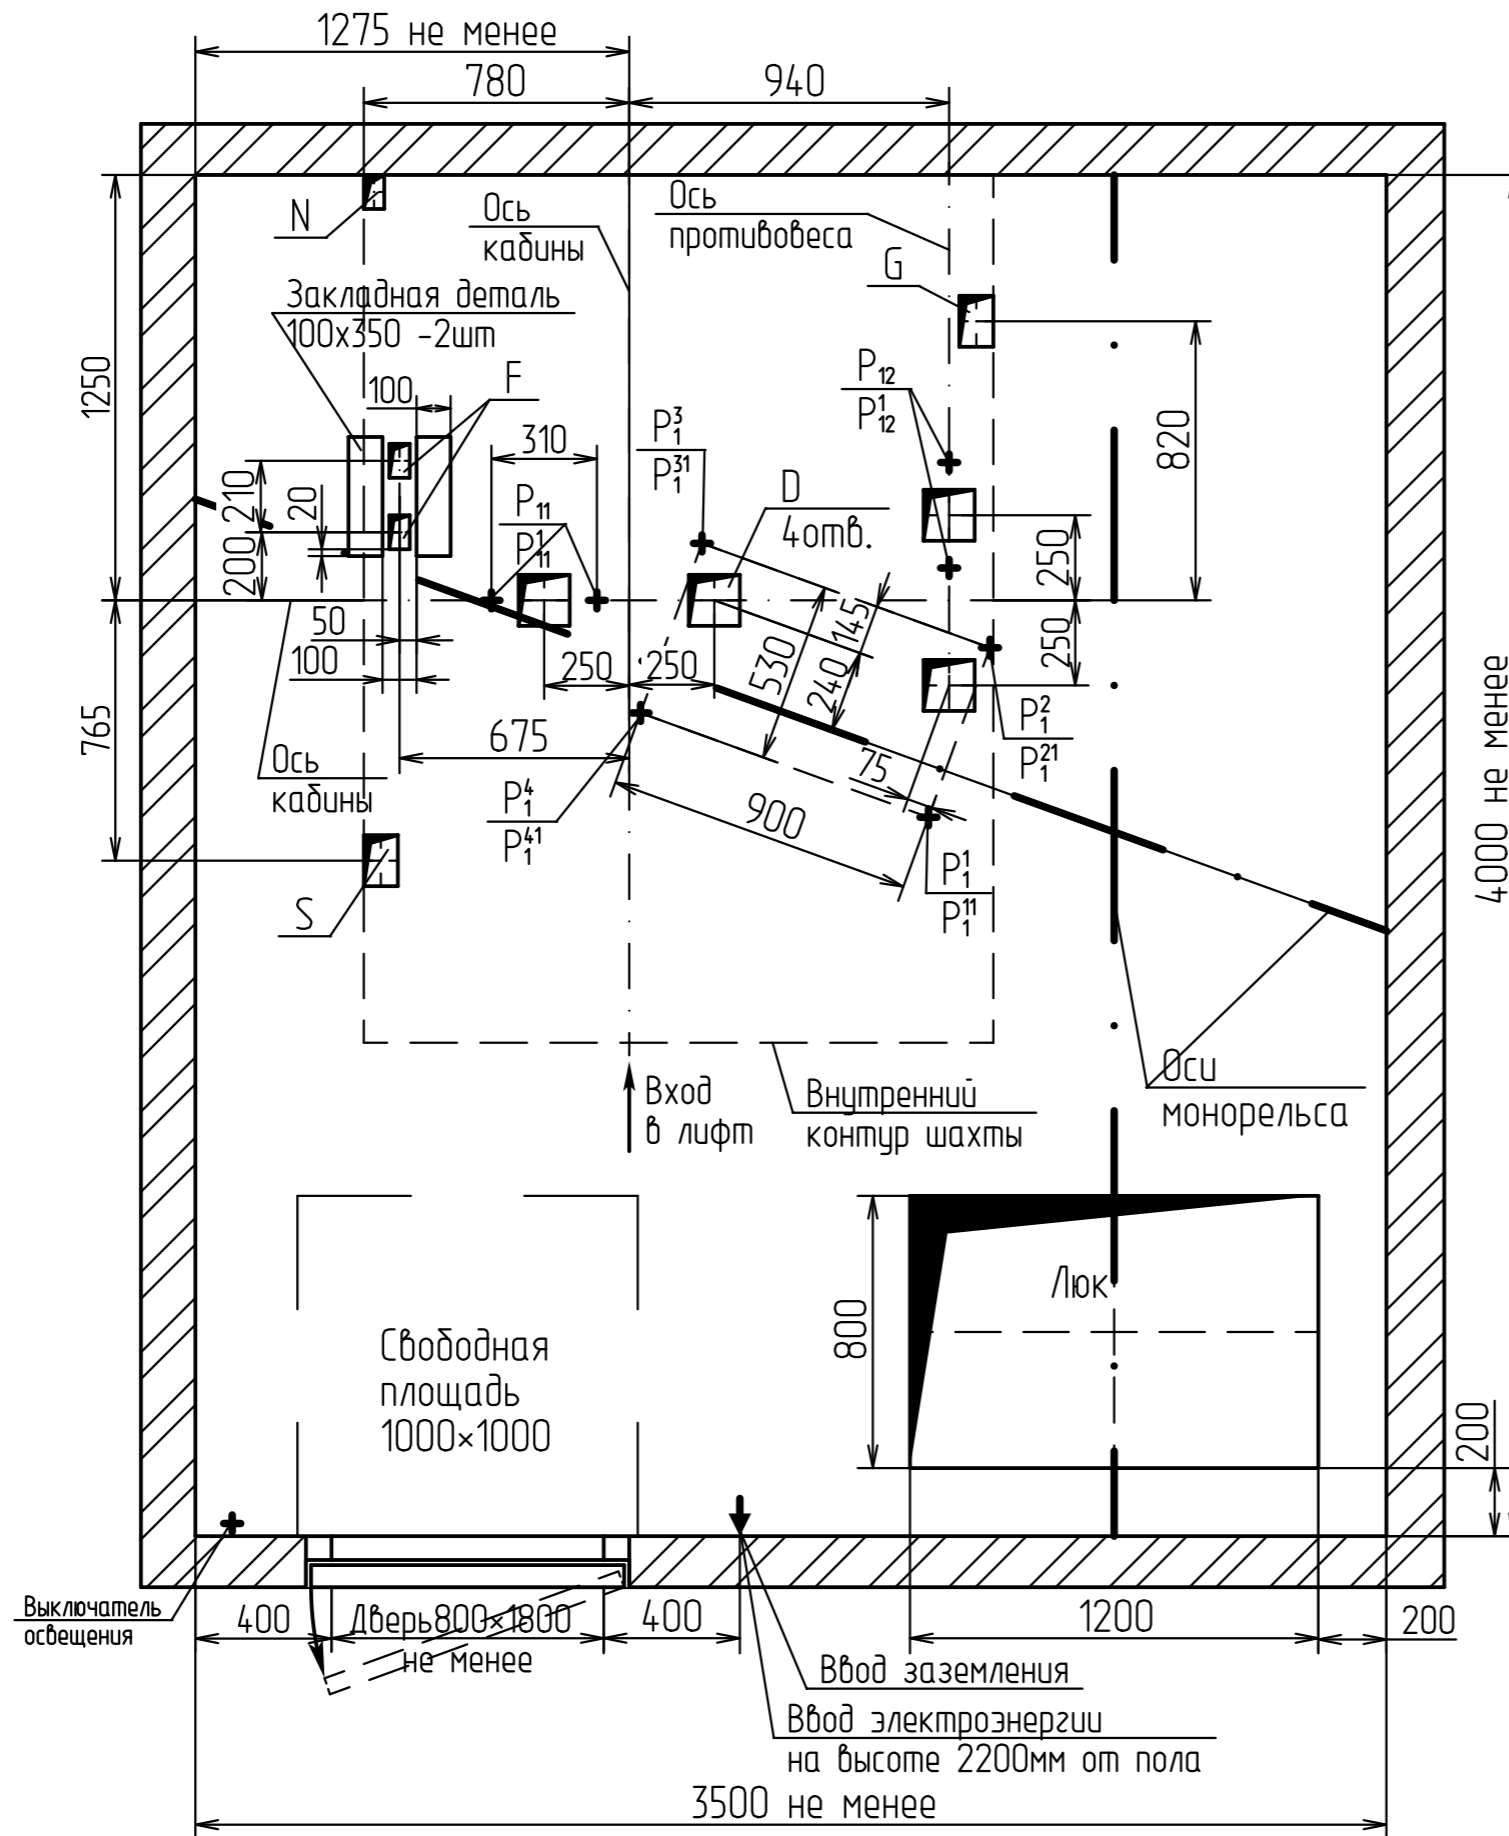 1275 не менее
780
940
N
Ось
кабины
Ось
противовеса
G
Закладная деталь
100х350 -2шт
1250
100
F
310
P₁₂
P¹₁₂
820
P³₁
P³¹₁
D
4отв.
210
20
200
P₁₁
P¹₁₁
250
145
530
240
250
50
100
250
250
765
675
Ось
кабины
P²₁
P²¹₁
75
900
P⁴₁
P⁴¹₁
P¹₁
P¹¹₁
S
4000 не менее
Оси
монорельса
Вход
в лифт
Внутренний
контур шахты
Люк
800
Свободная
площадь
1000×1000
200
Выключатель
освещения
400
Дверь800×1800
не менее
400
1200
200
Ввод заземления
Ввод электроэнергии
на высоте 2200мм от пола
3500 не менее